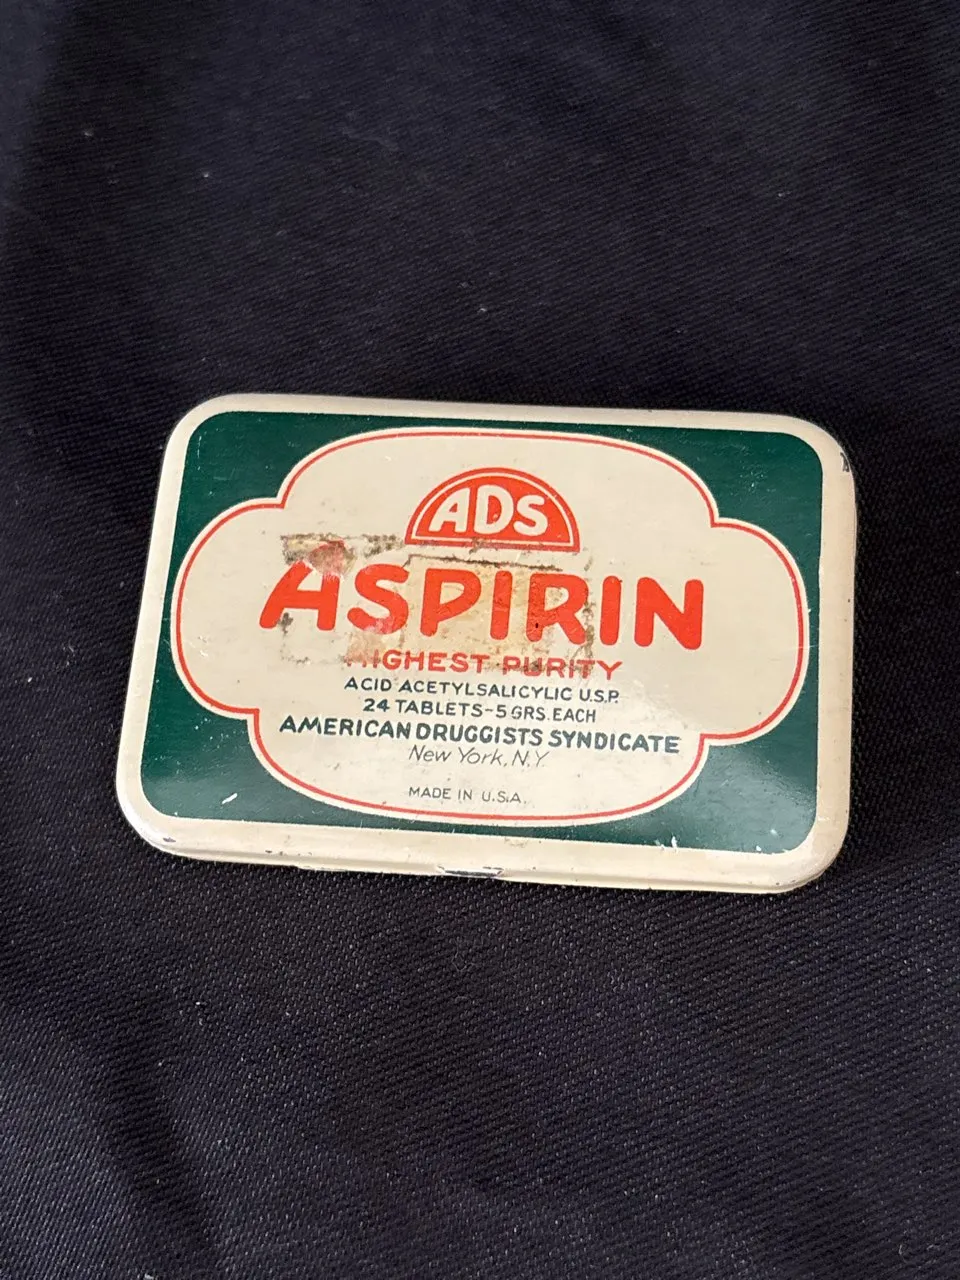 ADS
ASPIRIN
HIGHEST PURITY
ACID ACETYLSALICYLIC U.S.P.
24 TABLETS-5 GRS. EACH
AMERICAN DRUGGISTS SYNDICATE
New York, N.Y.
MADE IN U.S.A.